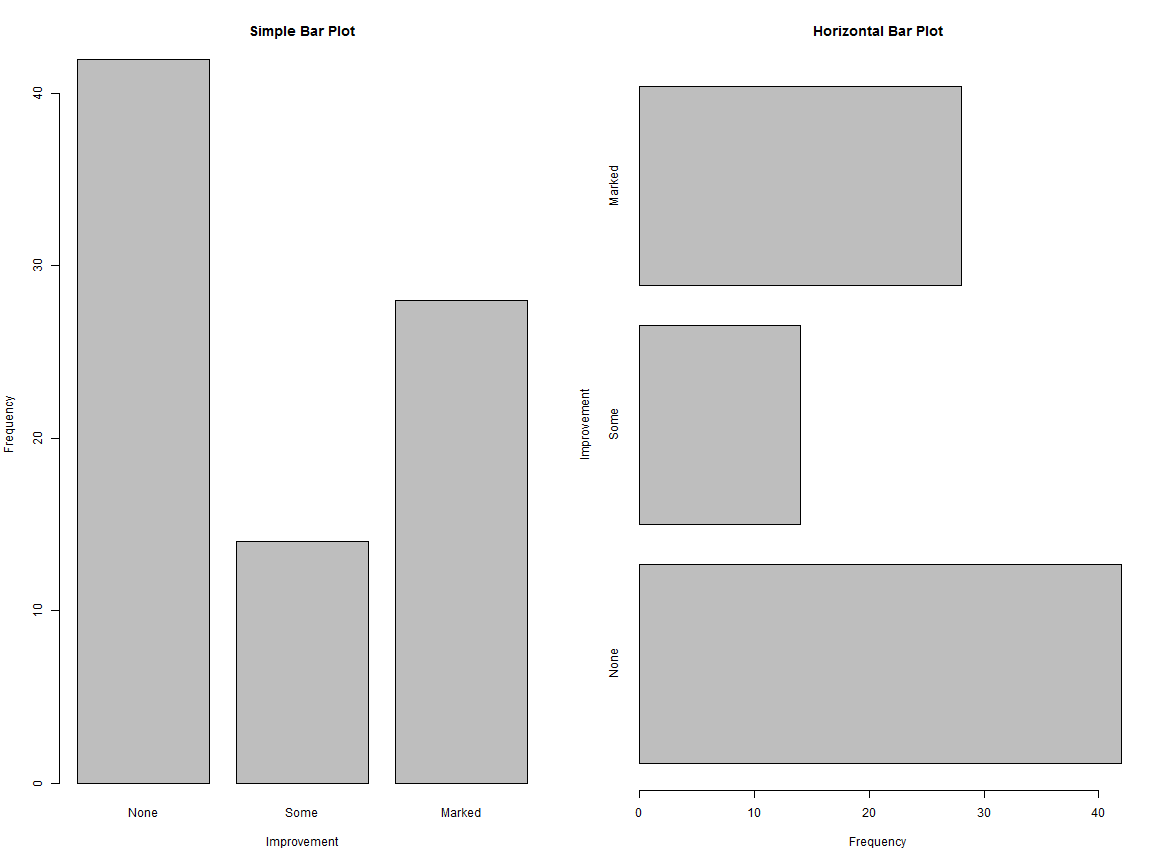 Simple Bar Plot
Frequency
40
30
20
10
0
None Some Marked
Improvement
Horizontal Bar Plot
Improvement
Marked
Some
None
0 10 20 30 40
Frequency